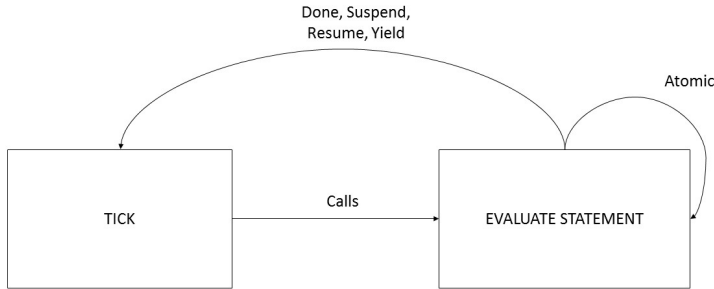 Done, Suspend,
Resume, Yield
Atomic
Calls
TICK
EVALUATE STATEMENT